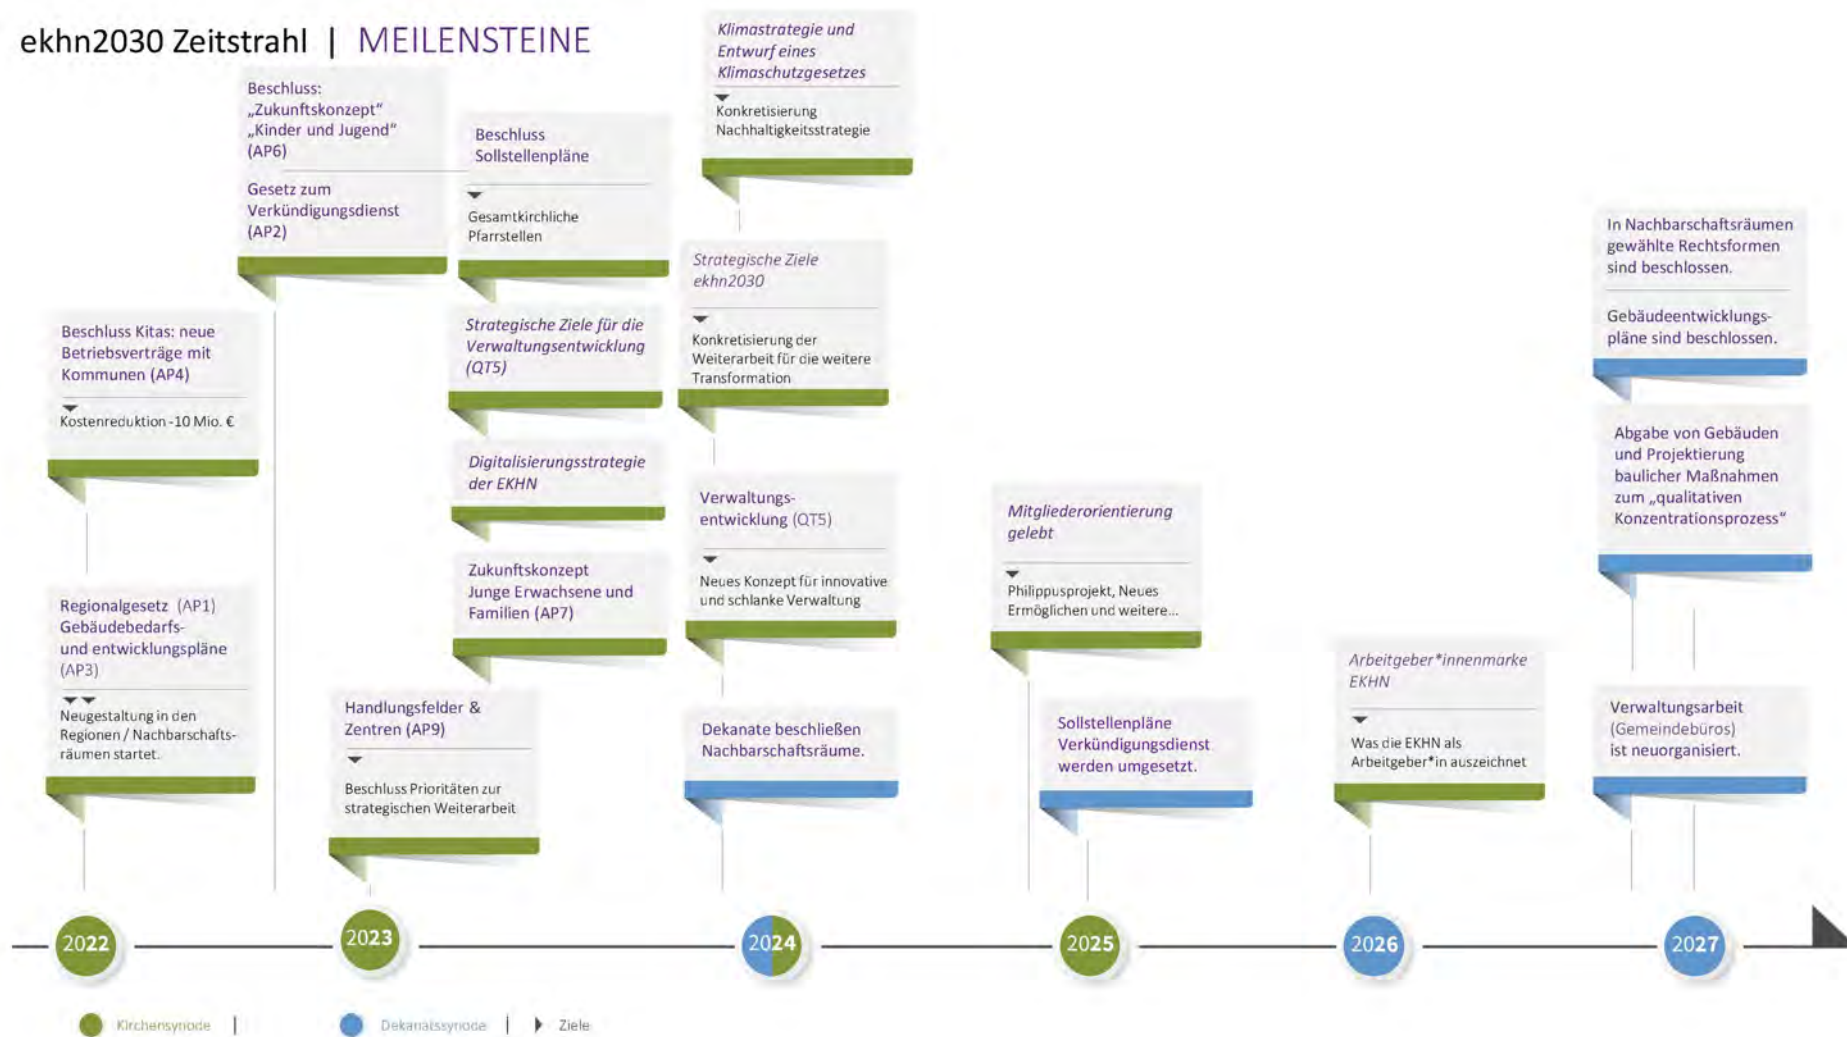 ekhn2030 Zeitstrahl | MEILENSTEINE
Beschluss Kitas: neue
Betriebsverträge mit
Kommunen (AP4)
Kostenreduktion -10 Mio. €
Regionalgesetz (AP1)
Gebäudebedarfs-
und entwicklungspläne
(AP3)
Neugestaltung in den
Regionen / Nachbarschafts-
räumen startet.
Beschluss:
„Zukunftskonzept“
„Kinder und Jugend“
(AP6)
Gesetz zum
Verkündigungsdienst
(AP2)
Handlungsfelder &
Zentren (AP9)
Beschluss Prioritäten zur
strategischen Weiterarbeit
Beschluss
Sollstellenpläne
Gesamtkirchliche
Pfarrstellen
Strategische Ziele für die
Verwaltungsentwicklung
(QT5)
Digitalisierungsstrategie
der EKHN
Zukunftskonzept
Junge Erwachsene und
Familien (AP7)
Klimastrategie und
Entwurf eines
Klimaschutzgesetzes
Konkretisierung
Nachhaltigkeitsstrategie
Strategische Ziele
ekhn2030
Konkretisierung der
Weiterarbeit für die weitere
Transformation
Verwaltungs-
entwicklung (QT5)
Neues Konzept für innovative
und schlanke Verwaltung
Dekanate beschließen
Nachbarschaftsräume.
Mitgliederorientierung
gelebt
Philippusprojekt, Neues
Ermöglichen und weitere...
Sollstellenpläne
Verkündigungsdienst
werden umgesetzt.
Arbeitgeber*innenmarke
EKHN
Was die EKHN als
Arbeitgeber*in auszeichnet
In Nachbarschaftsräumen
gewählte Rechtsformen
sind beschlossen.
Gebäudeentwicklungs-
pläne sind beschlossen.
Abgabe von Gebäuden
und Projektierung
baulicher Maßnahmen
zum „qualitativen
Konzentrationsprozess“
Verwaltungsarbeit
(Gemeindebüros)
ist neuorganisiert.
2022
2023
2024
2025
2026
2027
Kirchensynode |
Dekanatssynode |
Ziele